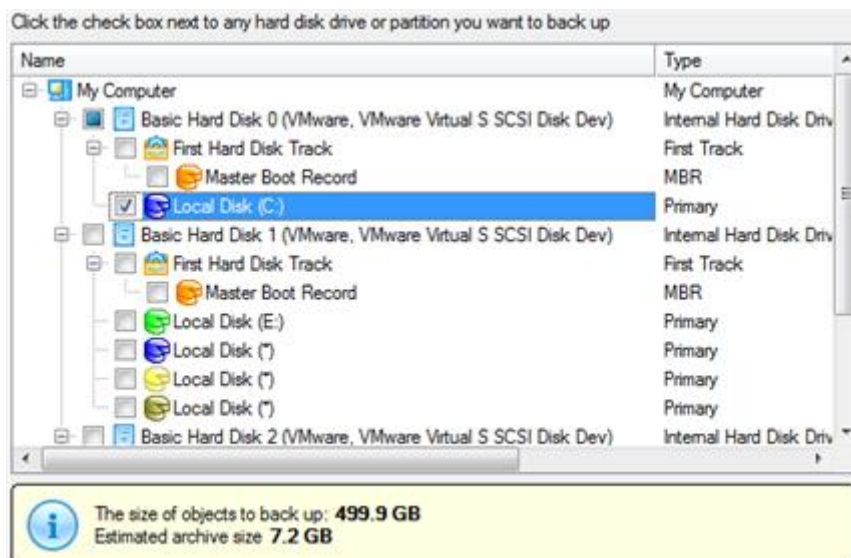 Click the check box next to any hard disk drive or partition you want to back up
Name Type
My Computer My Computer
Basic Hard Disk 0 (VMware, VMware Virtual S SCSI Disk Dev) Internal Hard Disk Driv
First Hard Disk Track First Track
Master Boot Record MBR
Local Disk (C:) Primary
Basic Hard Disk 1 (VMware, VMware Virtual S SCSI Disk Dev) Internal Hard Disk Driv
First Hard Disk Track First Track
Master Boot Record MBR
Local Disk (E:) Primary
Local Disk (*) Primary
Local Disk (*) Primary
Local Disk (*) Primary
Basic Hard Disk 2 (VMware, VMware Virtual S SCSI Disk Dev) Internal Hard Disk Driv
The size of objects to back up: 499.9 GB
Estimated archive size 7.2 GB